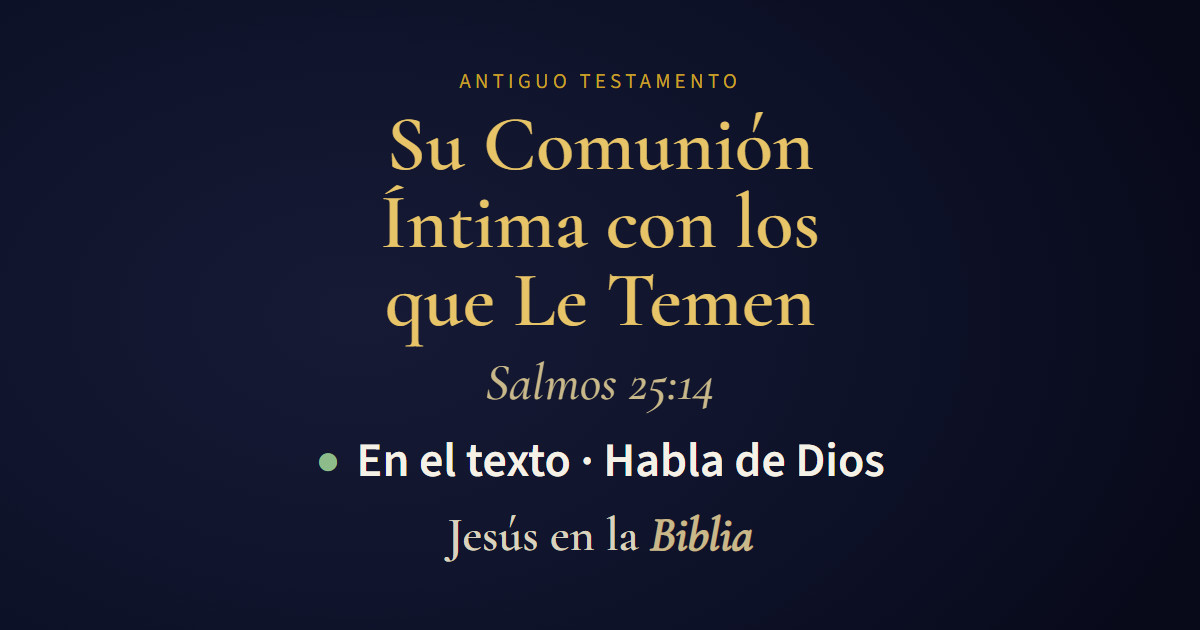 ANTIGUO TESTAMENTO
Su Comunión
Íntima con los
que Le Temen
Salmos 25:14
En el texto · Habla de Dios
Jesús en la Biblia